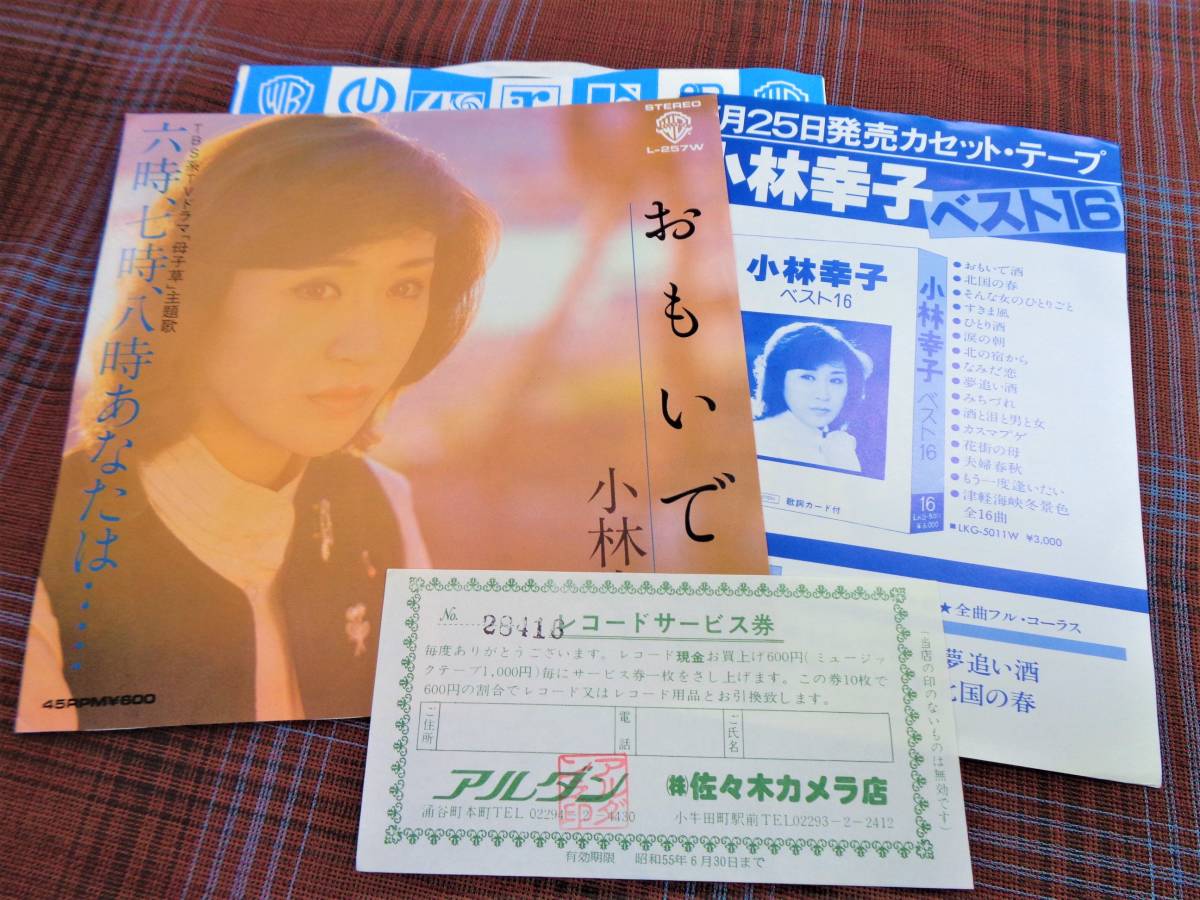 STEREO
L-257W
おもいで
小林
六時、七時、八時あなたは……
TBS系TVドラマ「母子草」主題歌
45RPM¥600
月25日発売カセット・テープ
小林幸子
ベスト16
小林幸子
ベスト16
歌詞カード付
小林幸子 ベスト16
16
¥3,000
●おもいで酒
●北国の春
●そんな女のひとりごと
●すきま風
●ひとり酒
●涙の朝
●北の宿から
●なみだ恋
●夢追い酒
●みちづれ
●酒と泪と男と女
●カスマプゲ
●花街の母
●夫婦春秋
●もう一度逢いたい
●津軽海峡冬景色
全16曲
■LKG-5011W ¥3,000
★全曲フル・コーラス
夢追い酒
北国の春
No. 28416
レコードサービス券
毎度ありがとうございます。レコード現金お買上げ600円(ミュージッ
クテープ1,000円)毎にサービス券一枚をさし上げます。この券10枚で
600円の割合でレコード又はレコード用品とお引換致します。
ご住所
電話
ご氏名
アルダン
㈱佐々木カメラ店
涌谷町本町TEL 02294-2-4430
小牛田町駅前TEL02293-2-2412
有効期限 昭和55年6月30日まで
(当店の印のないものは無効です)